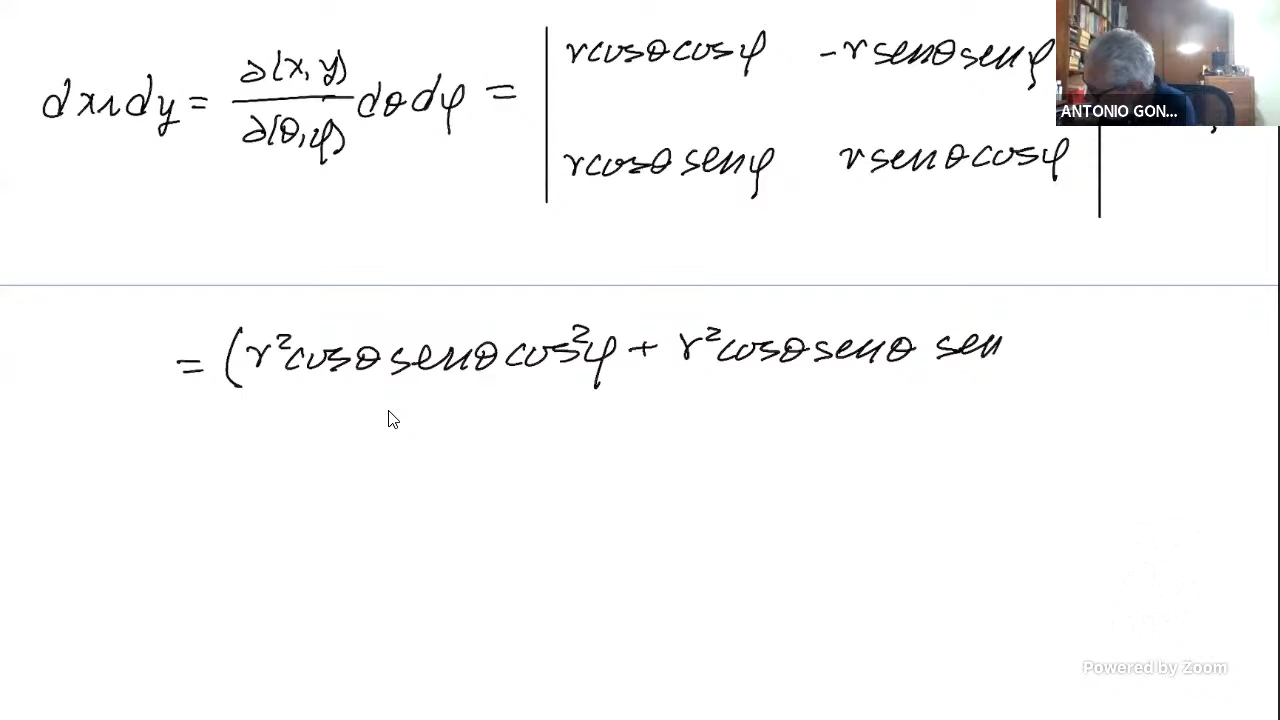 dx∧dy = ∂(x,y)/∂(θ,φ) dθdφ = | rcosθcosφ -rsenθsenφ
rcosθsenφ rsenθcosφ |
= (r²cosθsenθcos²φ + r²cosθsenθ sen
ANTONIO GON...
Powered by Zoom